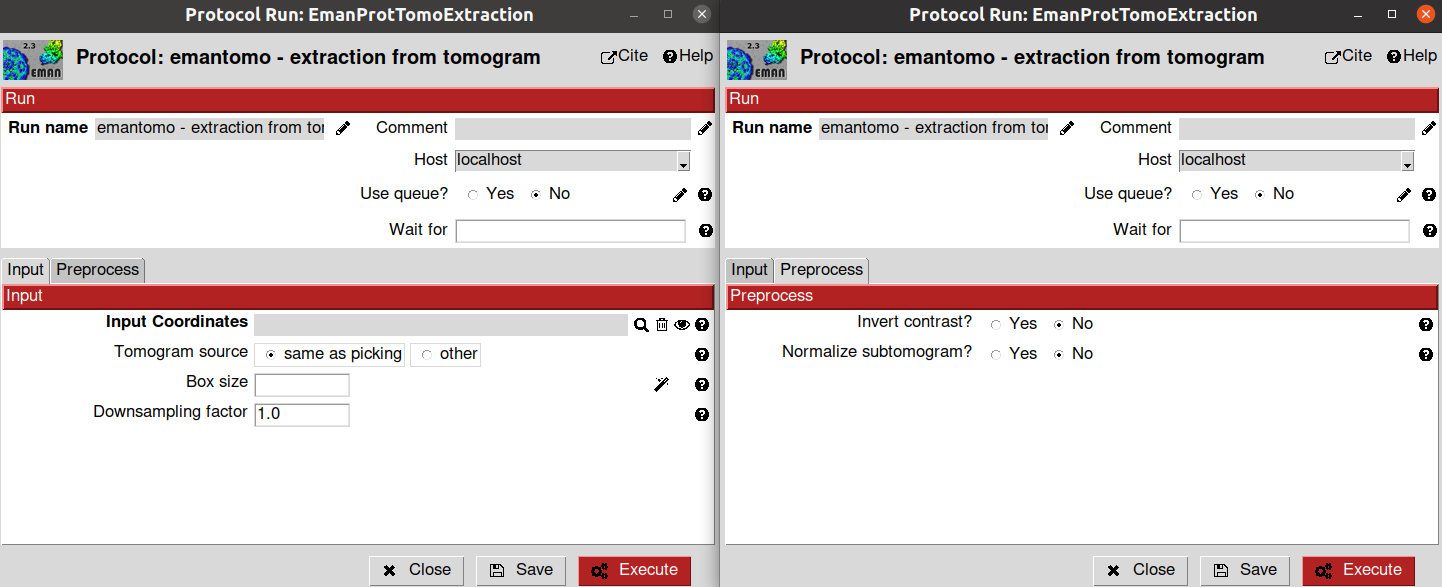 Protocol Run: EmanProtTomoExtraction
2.3
EMAN
Protocol: emantomo - extraction from tomogram
Cite
Help
Run
Run name emantomo - extraction from tor
Comment
Host localhost
Use queue? Yes No
Wait for
Input Preprocess
Input
Input Coordinates
Tomogram source same as picking other
Box size
Downsampling factor 1.0
Close Save Execute
Protocol Run: EmanProtTomoExtraction
2.3
EMAN
Protocol: emantomo - extraction from tomogram
Cite
Help
Run
Run name emantomo - extraction from tor
Comment
Host localhost
Use queue? Yes No
Wait for
Input Preprocess
Preprocess
Invert contrast? Yes No
Normalize subtomogram? Yes No
Close Save Execute